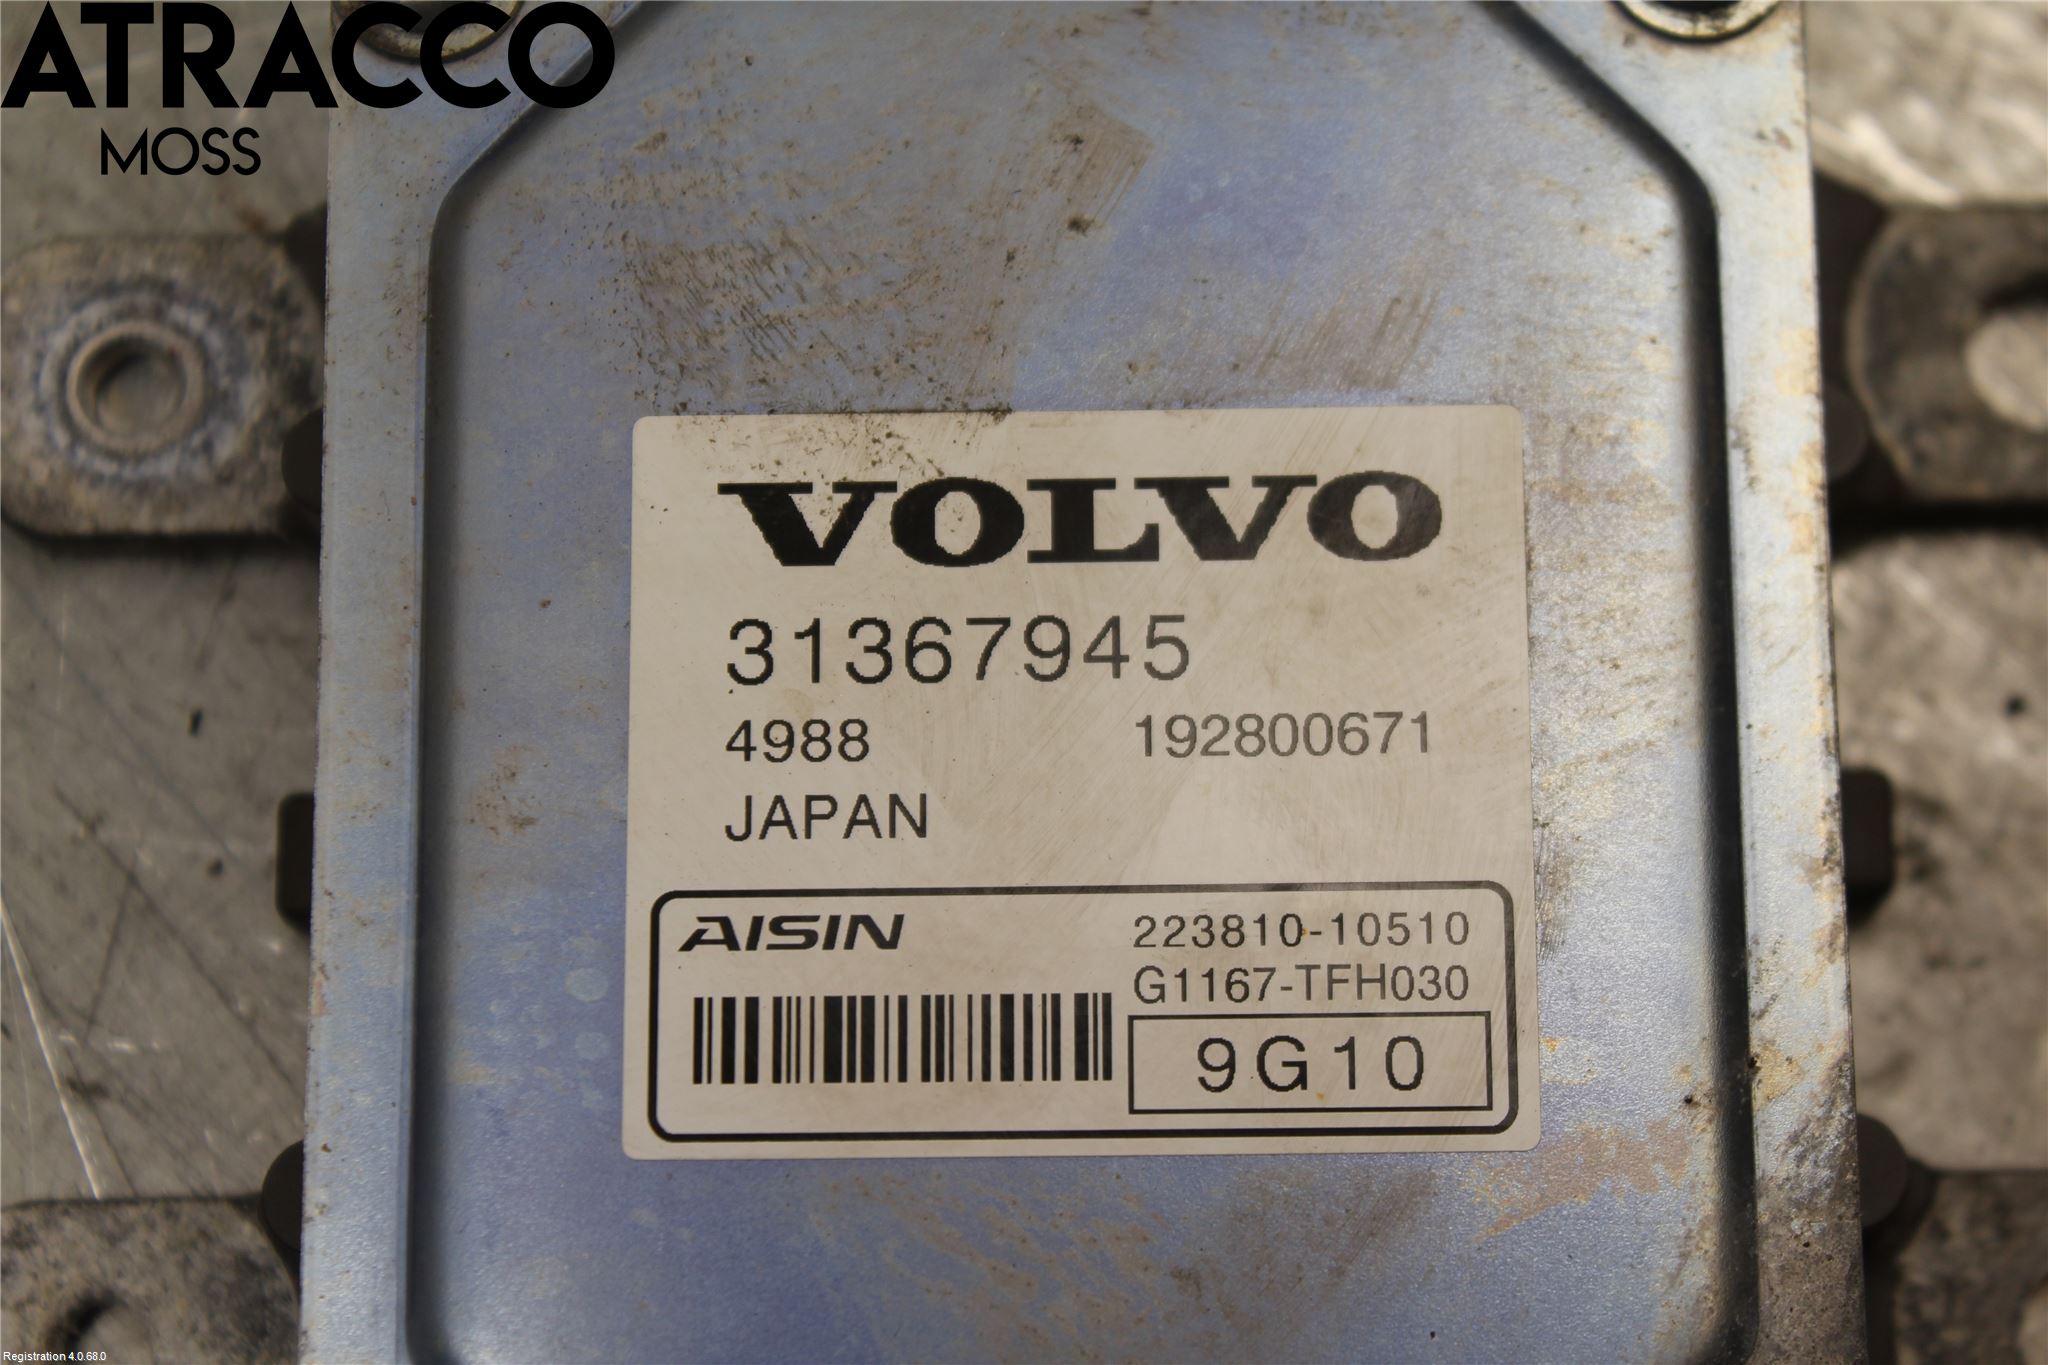 ATRACCO
MOSS
VOLVO
31367945
4988 192800671
JAPAN
AISIN 223810-10510
G1167-TFH030
9G10
Registration 4.0.68.0